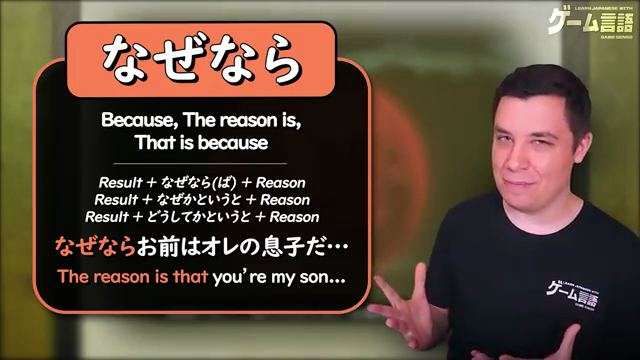 なぜなら
Because, The reason is,
That is because
Result + なぜなら(ば) + Reason
Result + なぜかというと + Reason
Result + どうしてかというと + Reason
なぜならお前はオレの息子だ…
The reason is that you're my son...
LEARN JAPANESE WITH
ゲーム言語
GAME GENGO
LEARN JAPANESE WITH
ゲーム言語